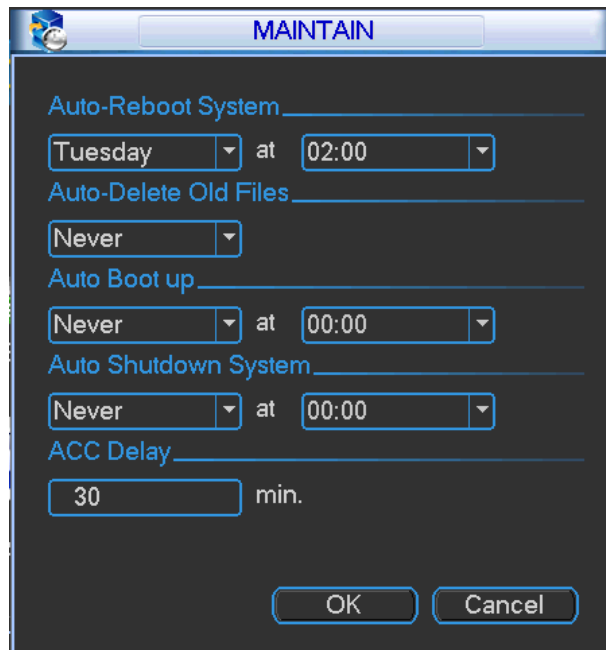 MAINTAIN
Auto-Reboot System
Tuesday at 02:00
Auto-Delete Old Files
Never
Auto Boot up
Never at 00:00
Auto Shutdown System
Never at 00:00
ACC Delay
30 min.
OK Cancel